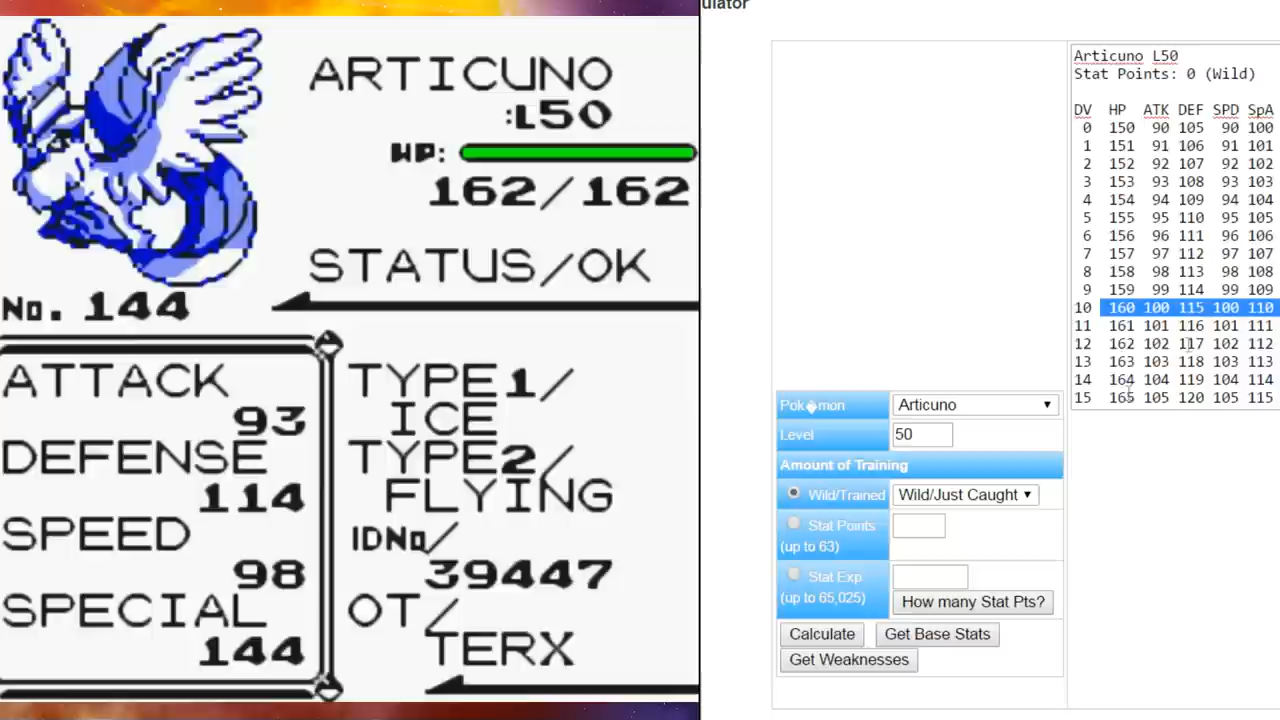 ARTICUNO
:L50
HP:
162/162
STATUS/OK
No. 144
ATTACK
93
DEFENSE
114
SPEED
98
SPECIAL
144
TYPE1/
ICE
TYPE2/
FLYING
IDNo/
39447
OT/
TERX
ulator
Pok�mon Articuno
Level 50
Amount of Training
Wild/Trained Wild/Just Caught
Stat Points
(up to 63)
Stat Exp
(up to 65,025)
How many Stat Pts?
Calculate Get Base Stats
Get Weaknesses
Articuno L50
Stat Points: 0 (Wild)
DV HP ATK DEF SPD SpA
0 150 90 105 90 100
1 151 91 106 91 101
2 152 92 107 92 102
3 153 93 108 93 103
4 154 94 109 94 104
5 155 95 110 95 105
6 156 96 111 96 106
7 157 97 112 97 107
8 158 98 113 98 108
9 159 99 114 99 109
10 160 100 115 100 110
11 161 101 116 101 111
12 162 102 117 102 112
13 163 103 118 103 113
14 164 104 119 104 114
15 165 105 120 105 115